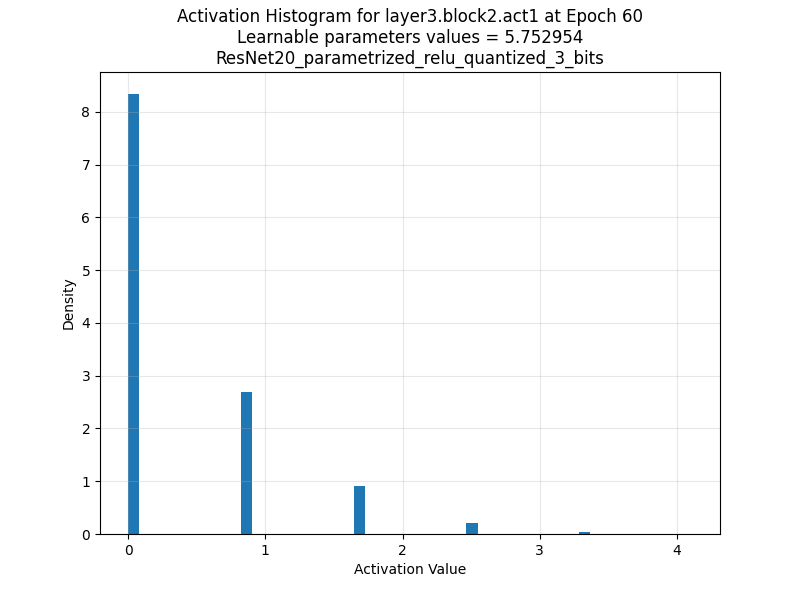 Activation Histogram for layer3.block2.act1 at Epoch 60
Learnable parameters values = 5.752954
ResNet20_parametrized_relu_quantized_3_bits
8
7
6
5
4
3
2
1
0
Density
0 1 2 3 4
Activation Value